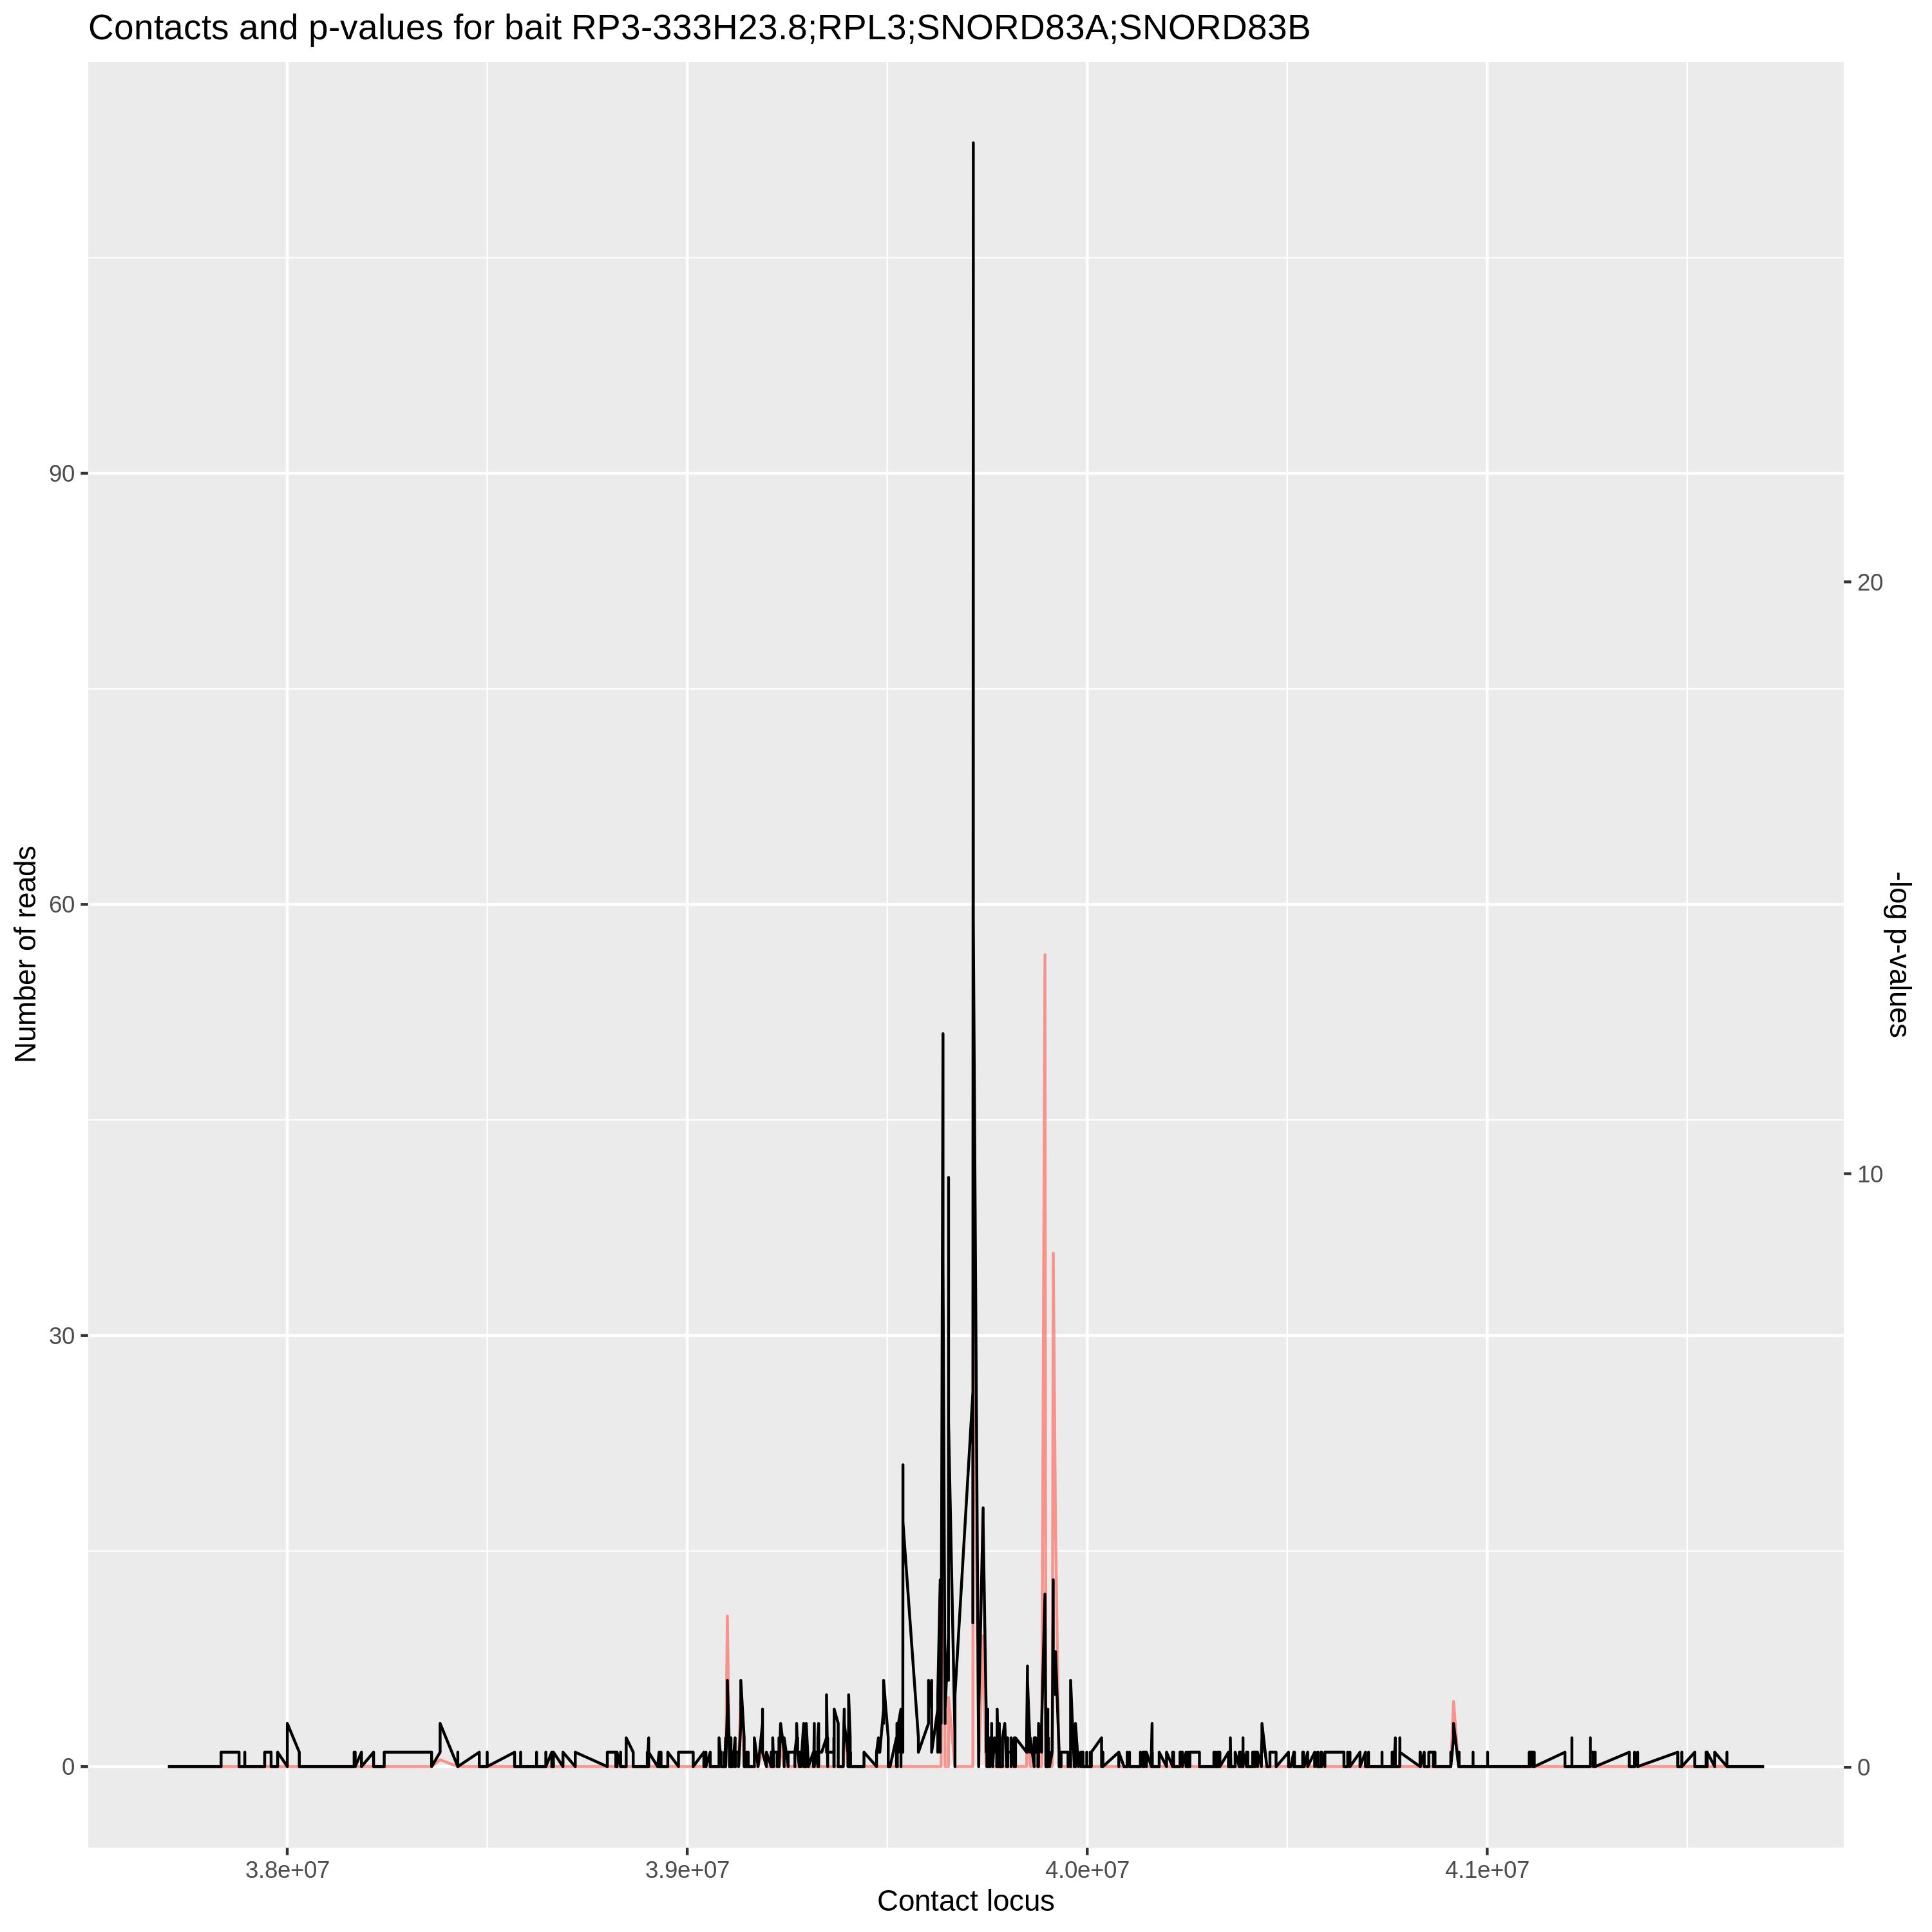 Contacts and p-values for bait RP3-333H23.8;RPL3;SNORD83A;SNORD83B
Number of reads
90
60
30
0
20
10
0
-log p-values
3.8e+07
3.9e+07
4.0e+07
4.1e+07
Contact locus